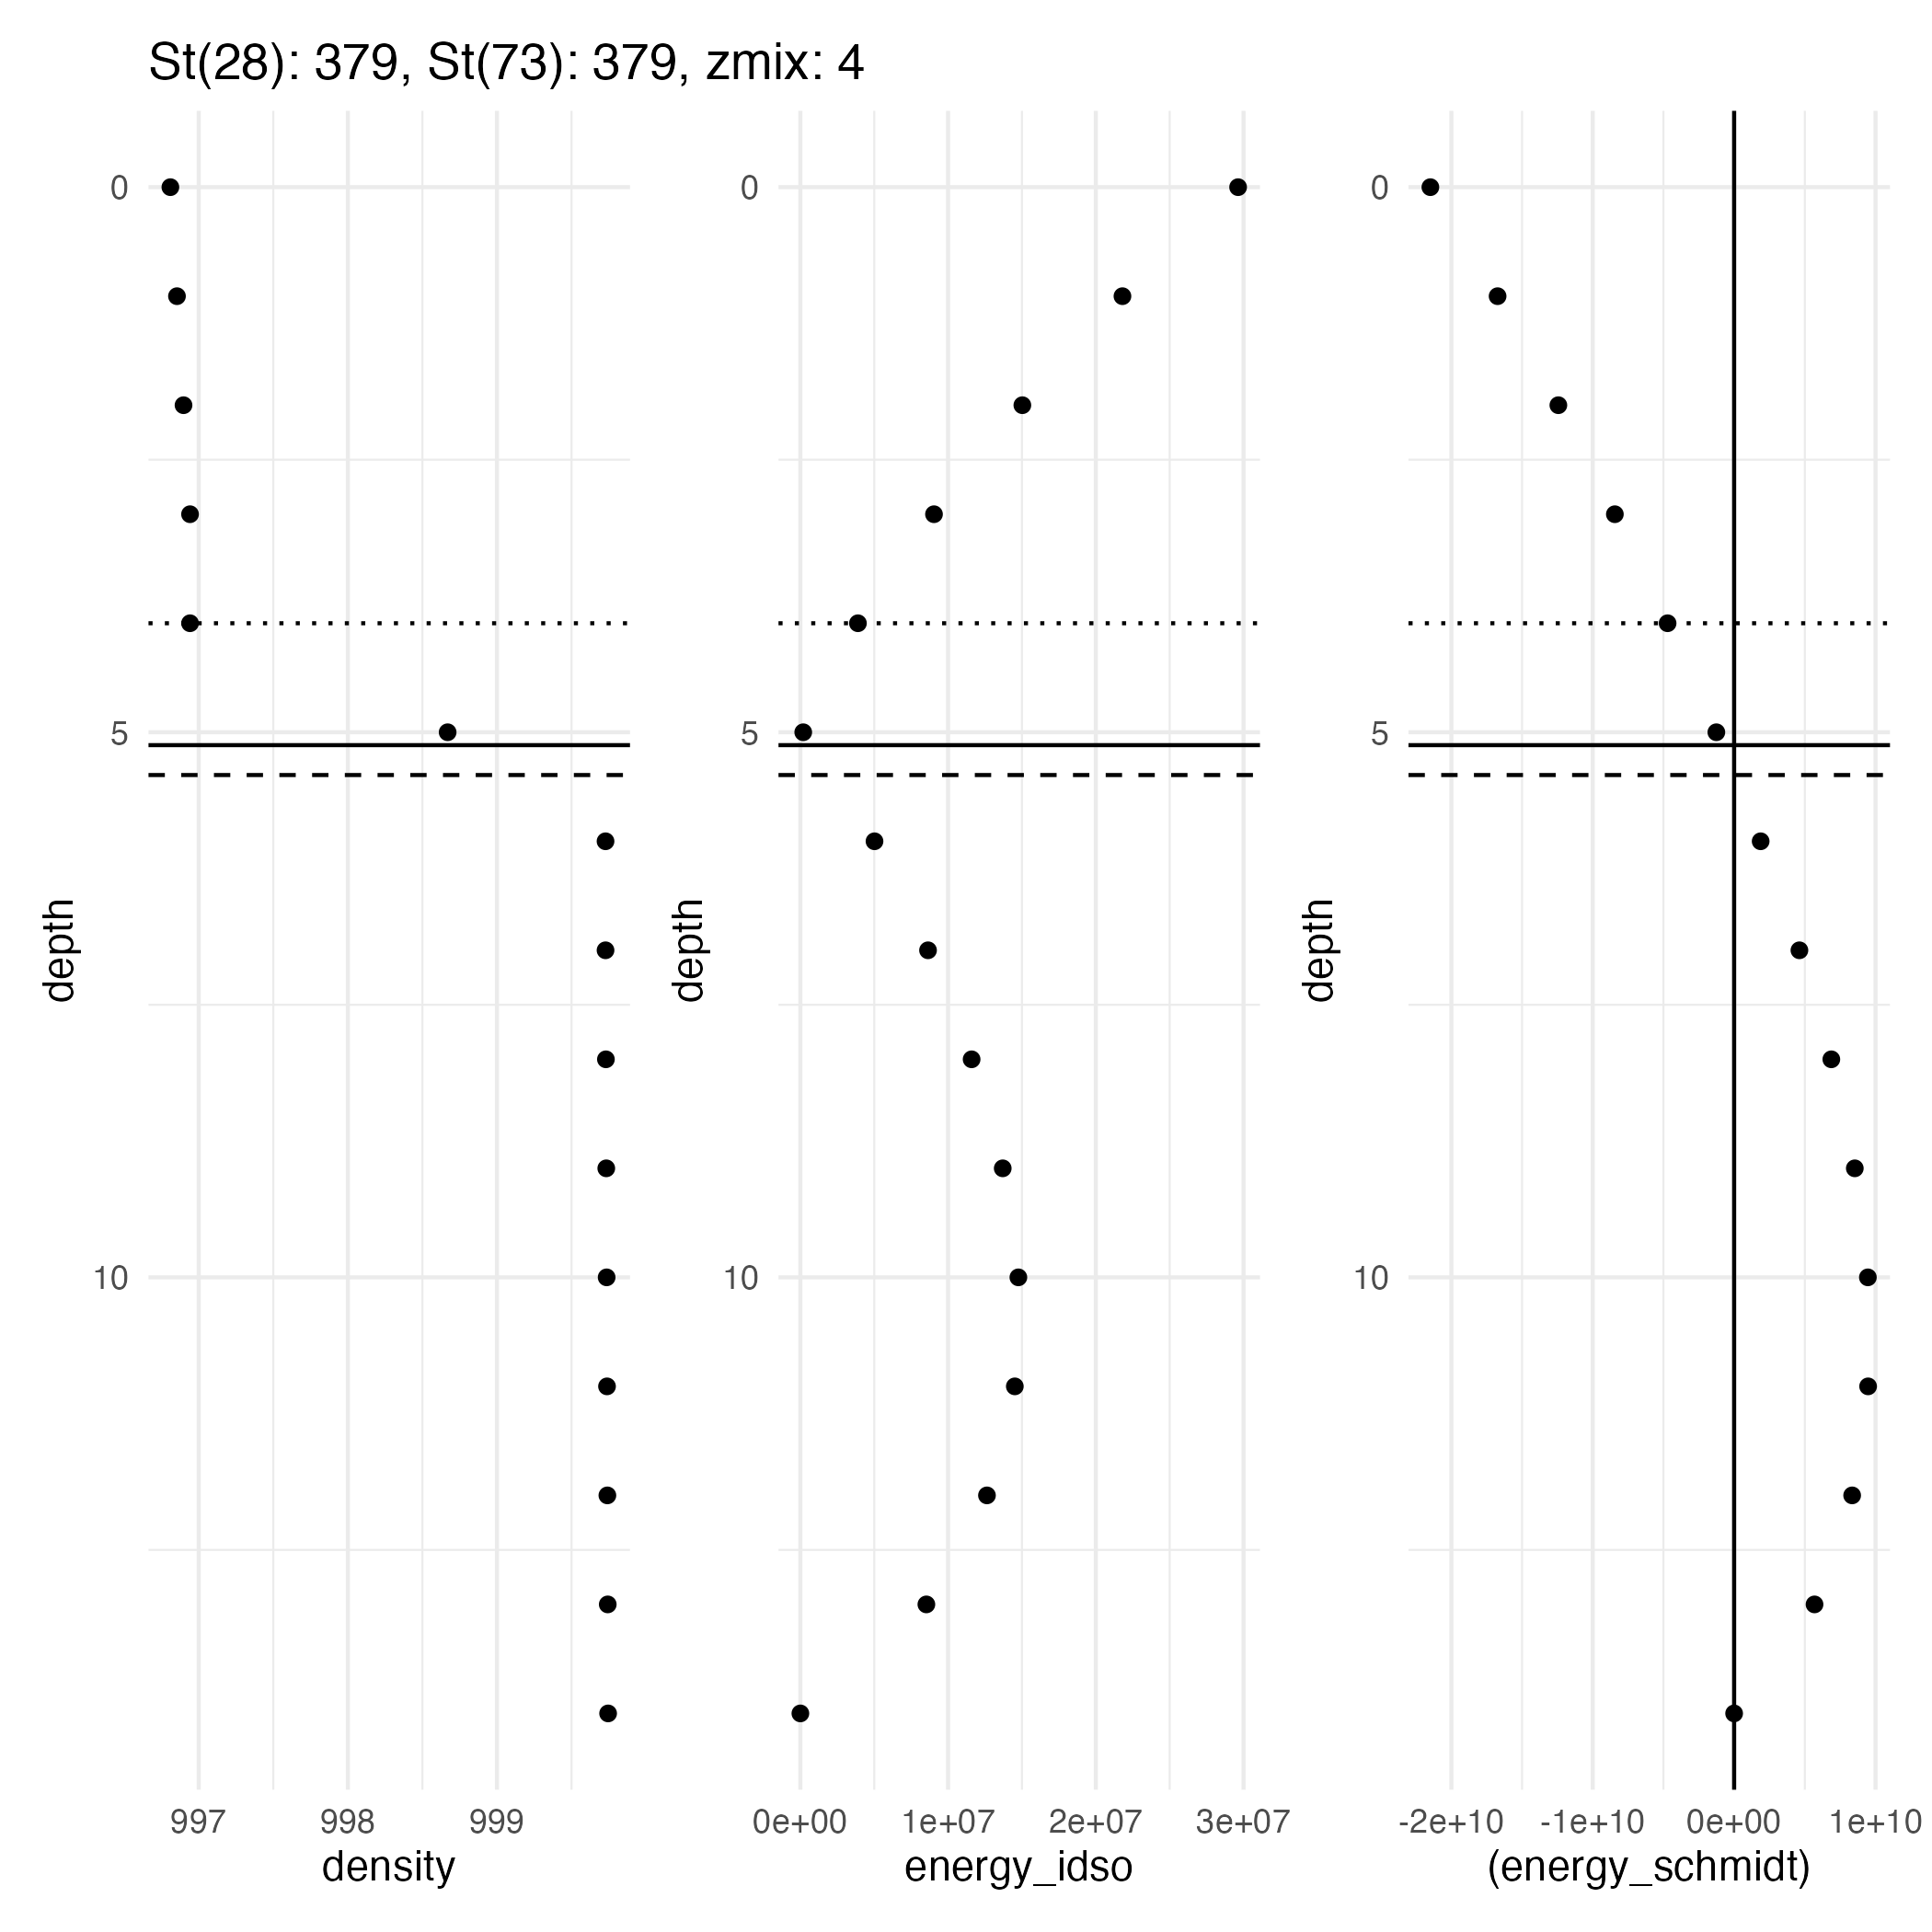 St(28): 379, St(73): 379, zmix: 4
0
5
10
depth
997
998
999
density
0
5
10
depth
0e+00
1e+07
2e+07
3e+07
energy_idso
0
5
10
depth
-2e+10
-1e+10
0e+00
1e+10
(energy_schmidt)